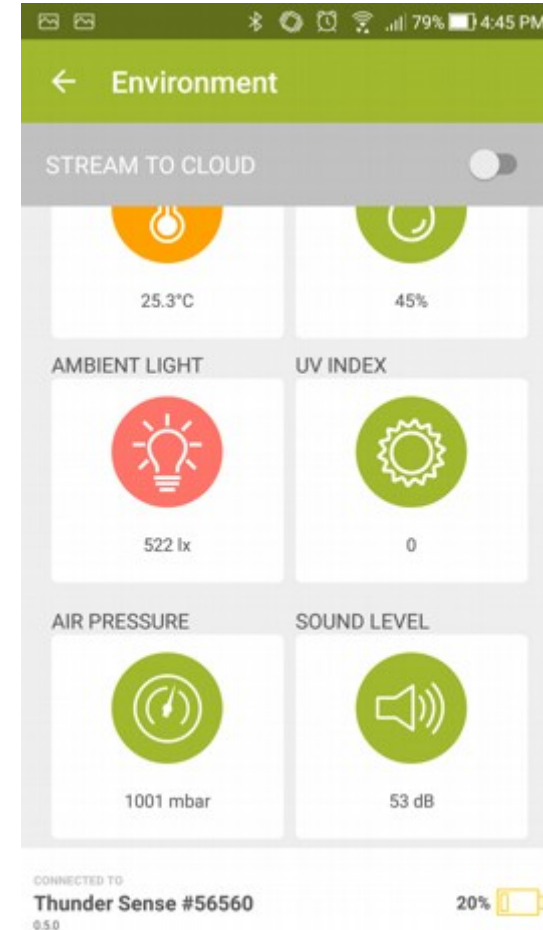 79% 4:45 PM
Environment
STREAM TO CLOUD
25.3°C 45%
AMBIENT LIGHT UV INDEX
522 lx 0
AIR PRESSURE SOUND LEVEL
1001 mbar 53 dB
CONNECTED TO
Thunder Sense #56560 20%
0.5.0